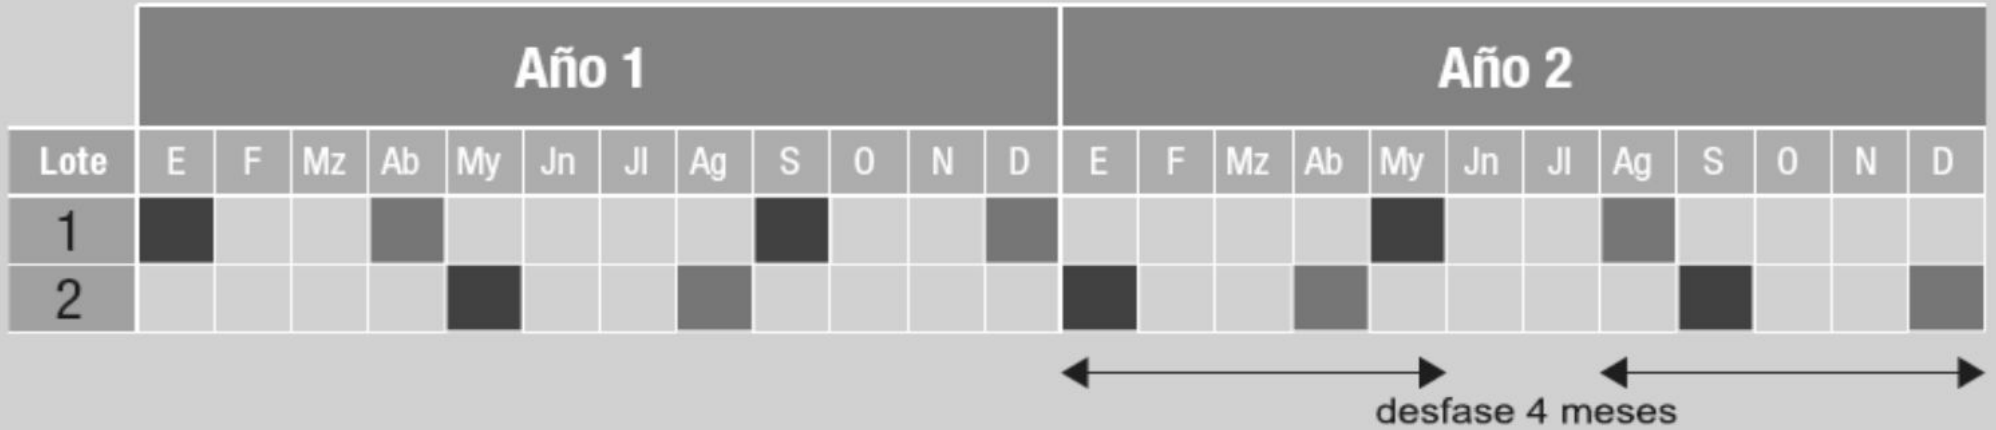 Año 1 Año 2
Lote E F Mz Ab My Jn Jl Ag S O N D E F Mz Ab My Jn Jl Ag S O N D
1
2
desfase 4 meses